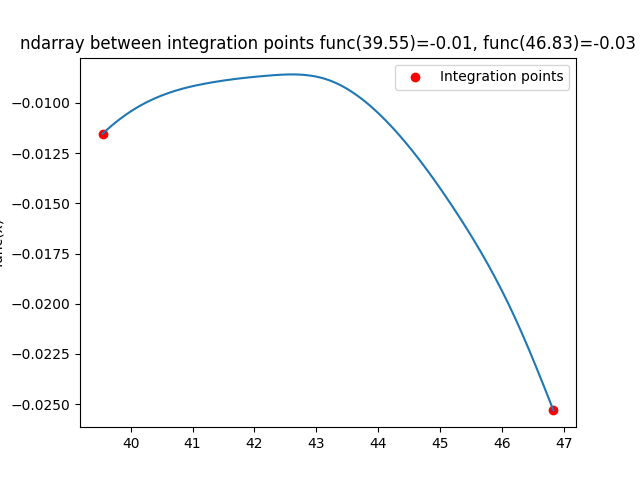 ndarray between integration points func(39.55)=-0.01, func(46.83)=-0.03
Integration points
−0.0100
−0.0125
−0.0150
−0.0175
−0.0200
−0.0225
−0.0250
40 41 42 43 44 45 46 47